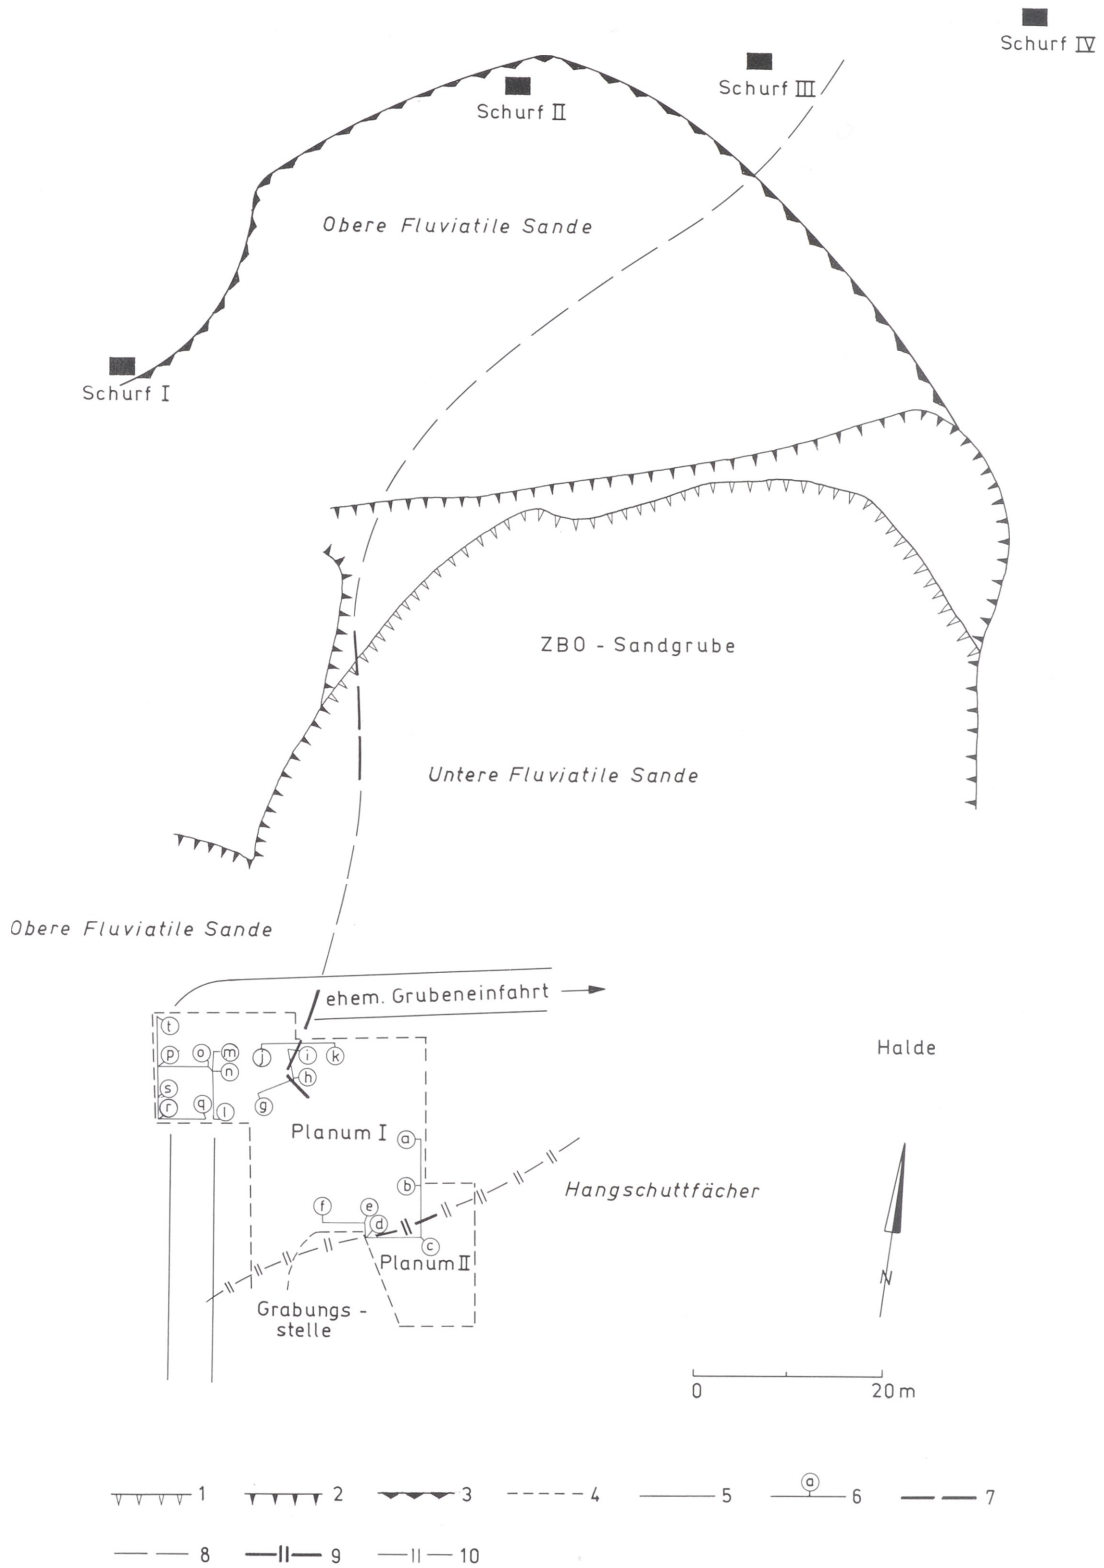 Schurf IV
Schurf III
Schurf II
Obere Fluviatile Sande
Schurf I
ZBO - Sandgrube
Untere Fluviatile Sande
Obere Fluviatile Sande
ehem. Grubeneinfahrt
t
p
o
m
n
j
i
k
h
s
r
q
l
g
Halde
Planum I
a
b
Hangschuttfächer
f
e
d
c
Planum II
Grabungs -
stelle
N
0
20 m
1
2
3
4
5
a
6
7
8
9
10